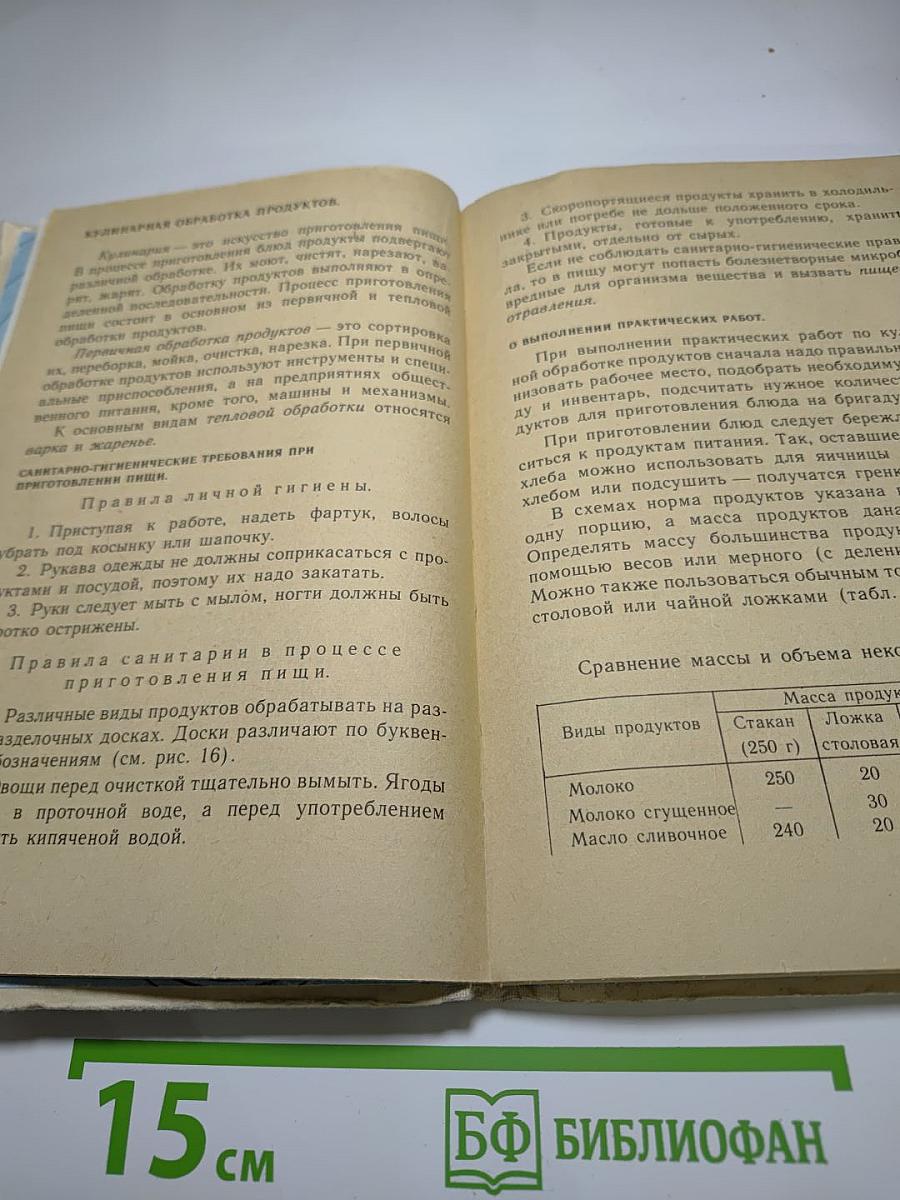 КУЛИНАРНАЯ ОБРАБОТКА ПРОДУКТОВ.
Кулинария — это искусство приготовления пищи.
В процессе приготовления блюд продукты подвергают
различной обработке. Их моют, чистят, нарезают, ва-
рят, жарят. Обработку продуктов выполняют в опре-
деленной последовательности. Процесс приготовления
пищи состоит в основном из первичной и тепловой
обработки продуктов.
Первичная обработка продуктов — это сортировка
их, переборка, мойка, очистка, нарезка. При первичной
обработке продуктов используют инструменты и специ-
альные приспособления, а на предприятиях общест-
венного питания, кроме того, машины и механизмы.
К основным видам тепловой обработки относятся
варка и жаренье.
САНИТАРНО-ГИГИЕНИЧЕСКИЕ ТРЕБОВАНИЯ ПРИ
ПРИГОТОВЛЕНИИ ПИЩИ.
Правила личной гигиены.
1. Приступая к работе, надеть фартук, волосы
убрать под косынку или шапочку.
2. Рукава одежды не должны соприкасаться с про-
уктами и посудой, поэтому их надо закатать.
3. Руки следует мыть с мылом, ногти должны быть
ротко острижены.
Правила санитарии в процессе
приготовления пищи.
Различные виды продуктов обрабатывать на раз-
азделочных досках. Доски различают по буквен-
бозначениям (см. рис. 16).
вощи перед очисткой тщательно вымыть. Ягоды
в проточной воде, а перед употреблением
ть кипяченой водой.
3. Скоропортящиеся продукты хранить в холодиль-
нике или погребе не дольше положенного срока.
4. Продукты, готовые к употреблению, хранить
закрытыми, отдельно от сырых.
Если не соблюдать санитарно-гигиенические прав
ла, то в пищу могут попасть болезнетворные микроб
вредные для организма вещества и вызвать пище
отравления.
О ВЫПОЛНЕНИИ ПРАКТИЧЕСКИХ РАБОТ.
При выполнении практических работ по кул
ной обработке продуктов сначала надо правильн
низовать рабочее место, подобрать необходиму
ду и инвентарь, подсчитать нужное количес
дуктов для приготовления блюда на бригаду
При приготовлении блюд следует бережл
ситься к продуктам питания. Так, оставшие
хлеба можно использовать для яичницы
хлебом или подсушить — получатся гренк
В схемах норма продуктов указана
одну порцию, а масса продуктов дана
Определять массу большинства продук
помощью весов или мерного (с делени
Можно также пользоваться обычным то
столовой или чайной ложками (табл.
Сравнение массы и объема неко
Виды продуктов
Масса продук
Стакан
(250 г)
Ложка
столовая
Молоко 250 20
Молоко сгущенное — 30
Масло сливочное 240 20
15 см
БФ БИБЛИОФАН